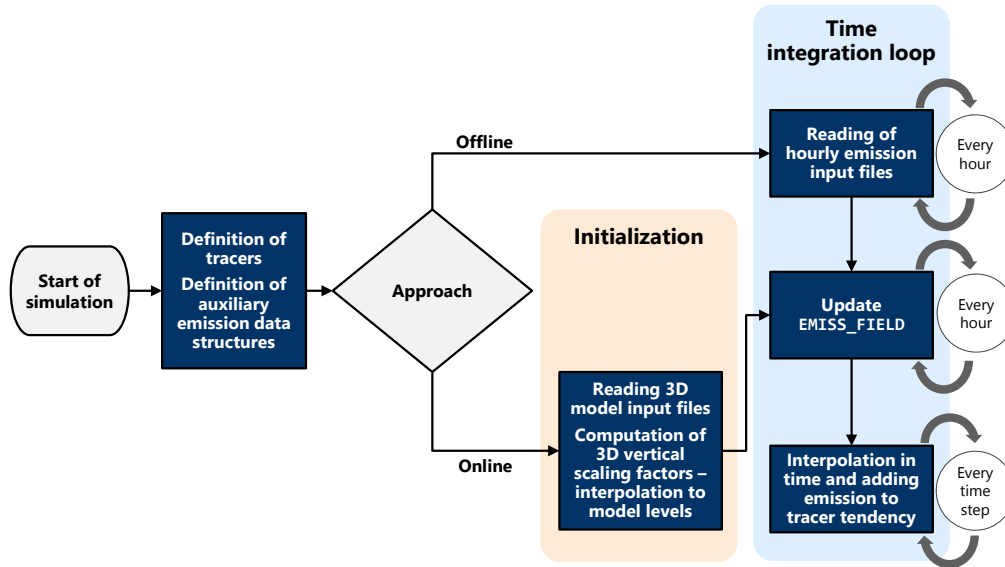 Time
integration loop
Offline
Reading of
hourly emission
input files
Every
hour
Initialization
Definition of
tracers
Definition of
auxiliary
emission data
structures
Start of
simulation
Approach
Update
EMISS_FIELD
Every
hour
Reading 3D
model input files
Computation of
3D vertical
scaling factors –
interpolation to
model levels
Online
Interpolation in
time and adding
emission to
tracer tendency
Every
time
step